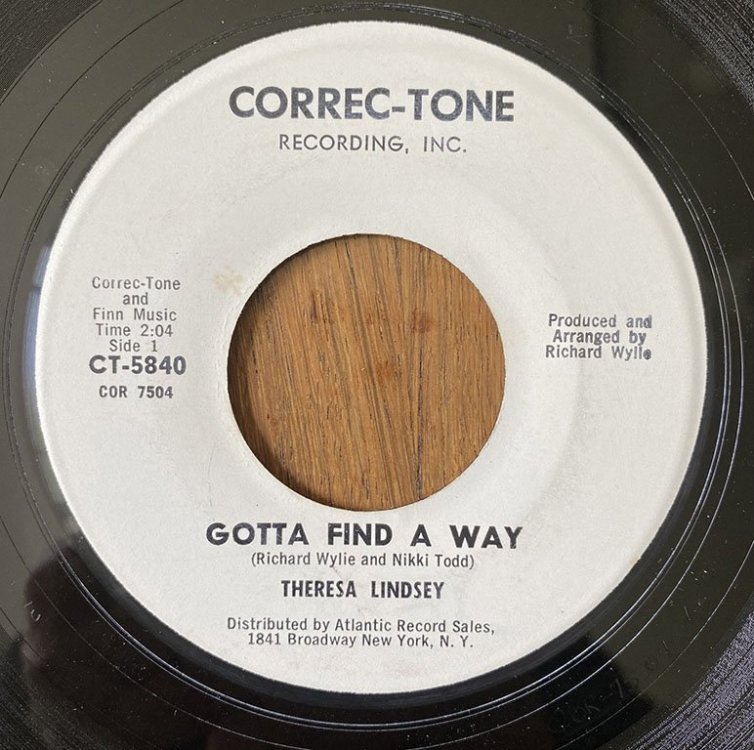 CORREC-TONE
RECORDING, INC.
Correc-Tone
and
Finn Music
Time 2:04
Side 1
CT-5840
COR 7504
Produced and
Arranged by
Richard Wylie
GOTTA FIND A WAY
(Richard Wylie and Nikki Todd)
THERESA LINDSEY
Distributed by Atlantic Record Sales,
1841 Broadway New York, N. Y.